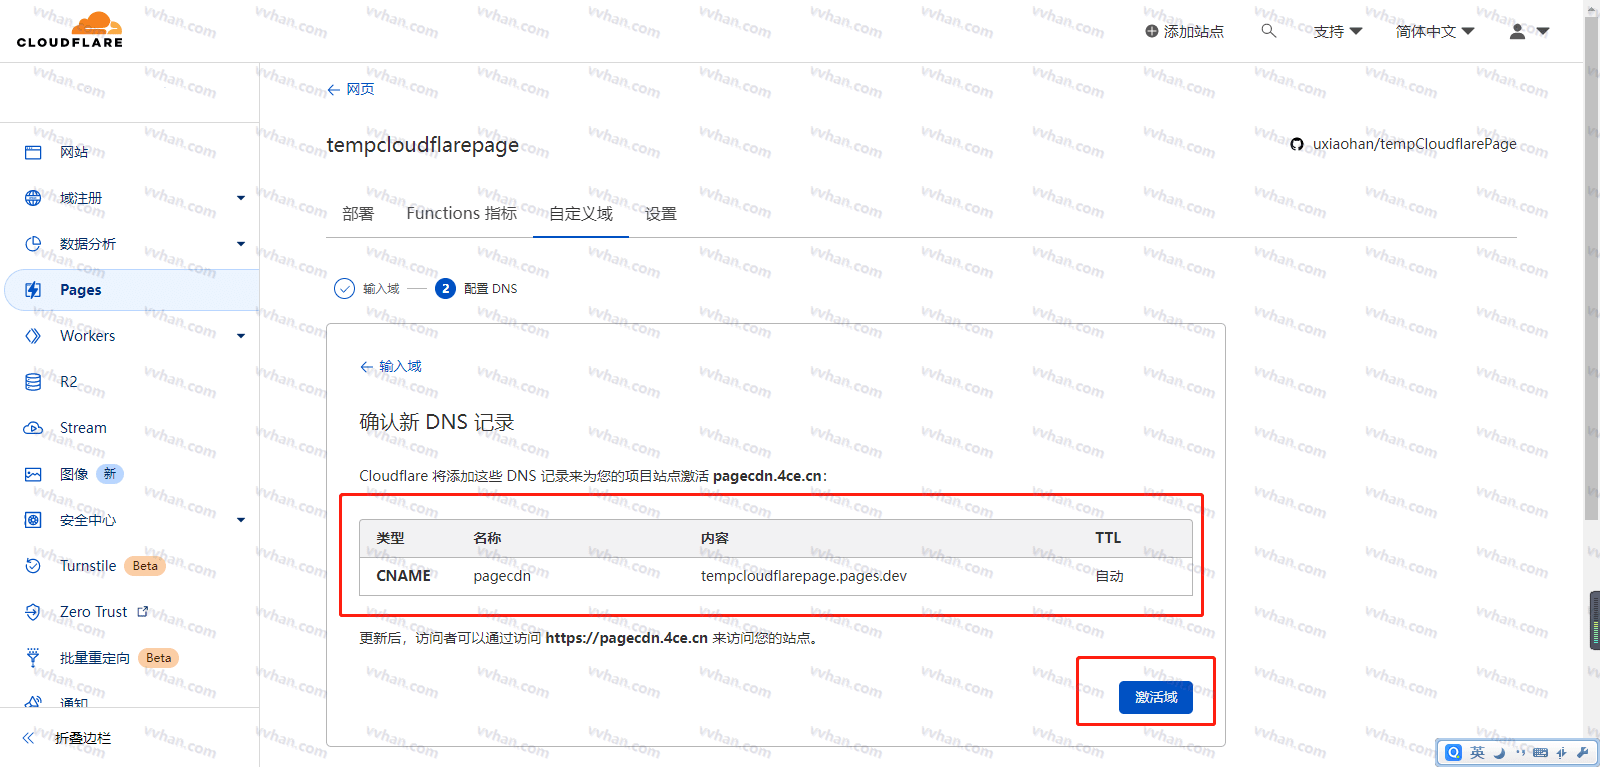 CLOUDFLARE
添加站点
支持
简体中文
网页
tempcloudflarepage
uxiaohan/tempCloudflarePage
部署
Functions 指标
自定义域
设置
网站
域注册
数据分析
Pages
Workers
R2
Stream
图像 新
安全中心
Turnstile Beta
Zero Trust
批量重定向 Beta
通知
折叠边栏
输入域
2 配置 DNS
输入域
确认新 DNS 记录
Cloudflare 将添加这些 DNS 记录来为您的项目站点激活 pagecdn.4ce.cn：
类型 名称 内容 TTL
CNAME pagecdn tempcloudflarepage.pages.dev 自动
更新后，访问者可以通过访问 https://pagecdn.4ce.cn 来访问您的站点。
激活域
英
vvhan.com